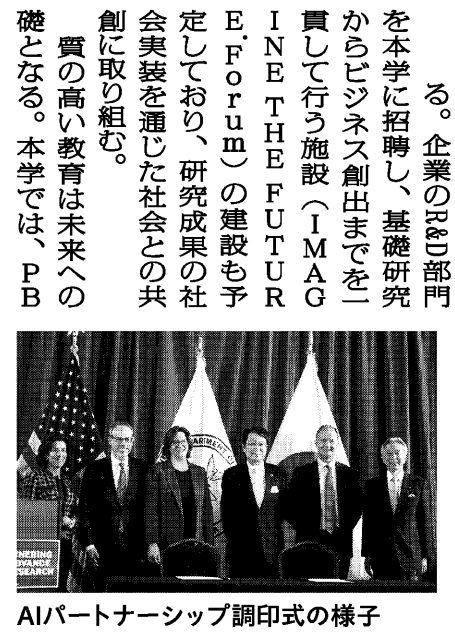 る。企業のR&D部門
を本学に招聘し、基礎研究
からビジネス創出までを一
貫して行う施設（IMAG
INE THE FUTUR
E.Forum）の建設も予
定しており、研究成果の社
会実装を通じた社会との共
創に取り組む。
質の高い教育は未来への
礎となる。本学では、PB
PARTMENT O
NEERING
DVANCE
SEARCH
AIパートナーシップ調印式の様子